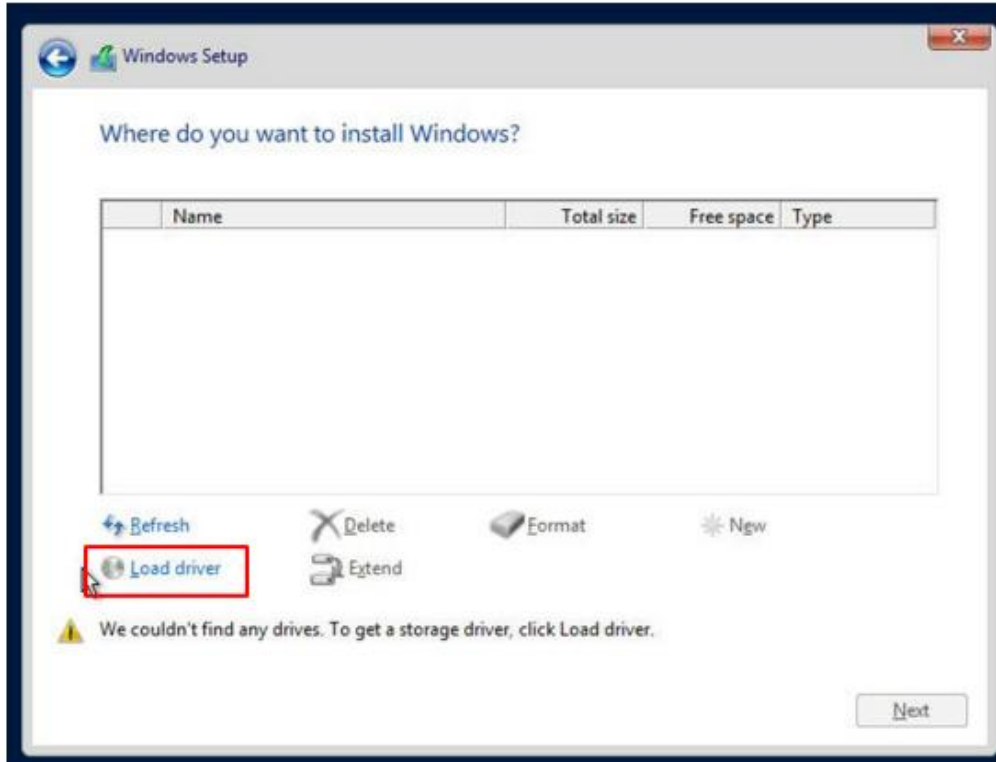 Windows Setup
Where do you want to install Windows?
Name Total size Free space Type
Refresh Delete Format New
Load driver Extend
We couldn't find any drives. To get a storage driver, click Load driver.
Next